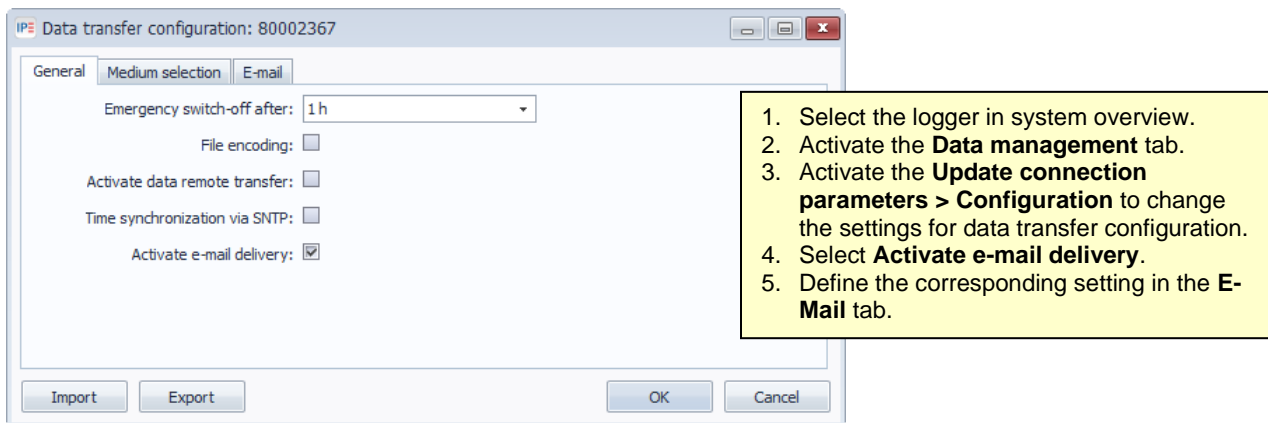 IPE Data transfer configuration: 80002367
General Medium selection E-mail
Emergency switch-off after: 1 h
File encoding:
Activate data remote transfer:
Time synchronization via SNTP:
Activate e-mail delivery:
Import Export OK Cancel
1. Select the logger in system overview.
2. Activate the Data management tab.
3. Activate the Update connection
parameters > Configuration to change
the settings for data transfer configuration.
4. Select Activate e-mail delivery.
5. Define the corresponding setting in the E-
Mail tab.